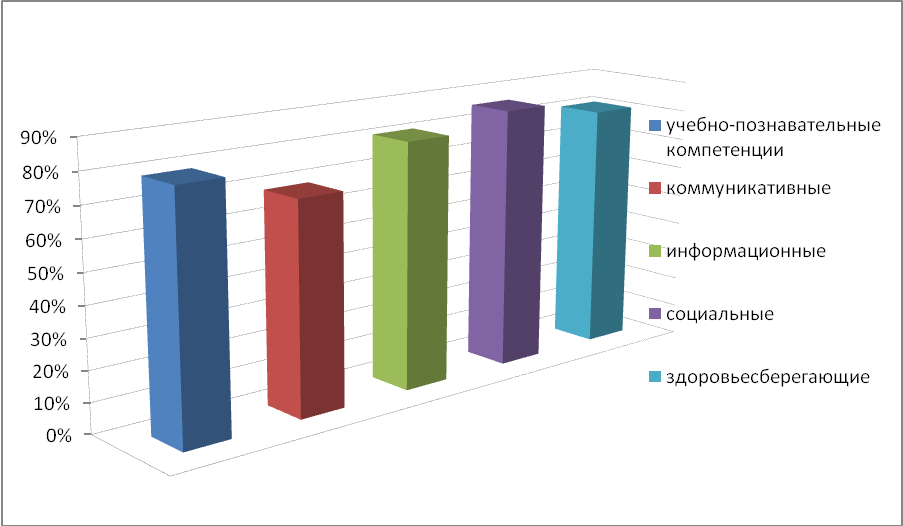 90%
80%
70%
60%
50%
40%
30%
20%
10%
0%
учебно-познавательные
компетенции
коммуникативные
информационные
социальные
здоровьесберегающие